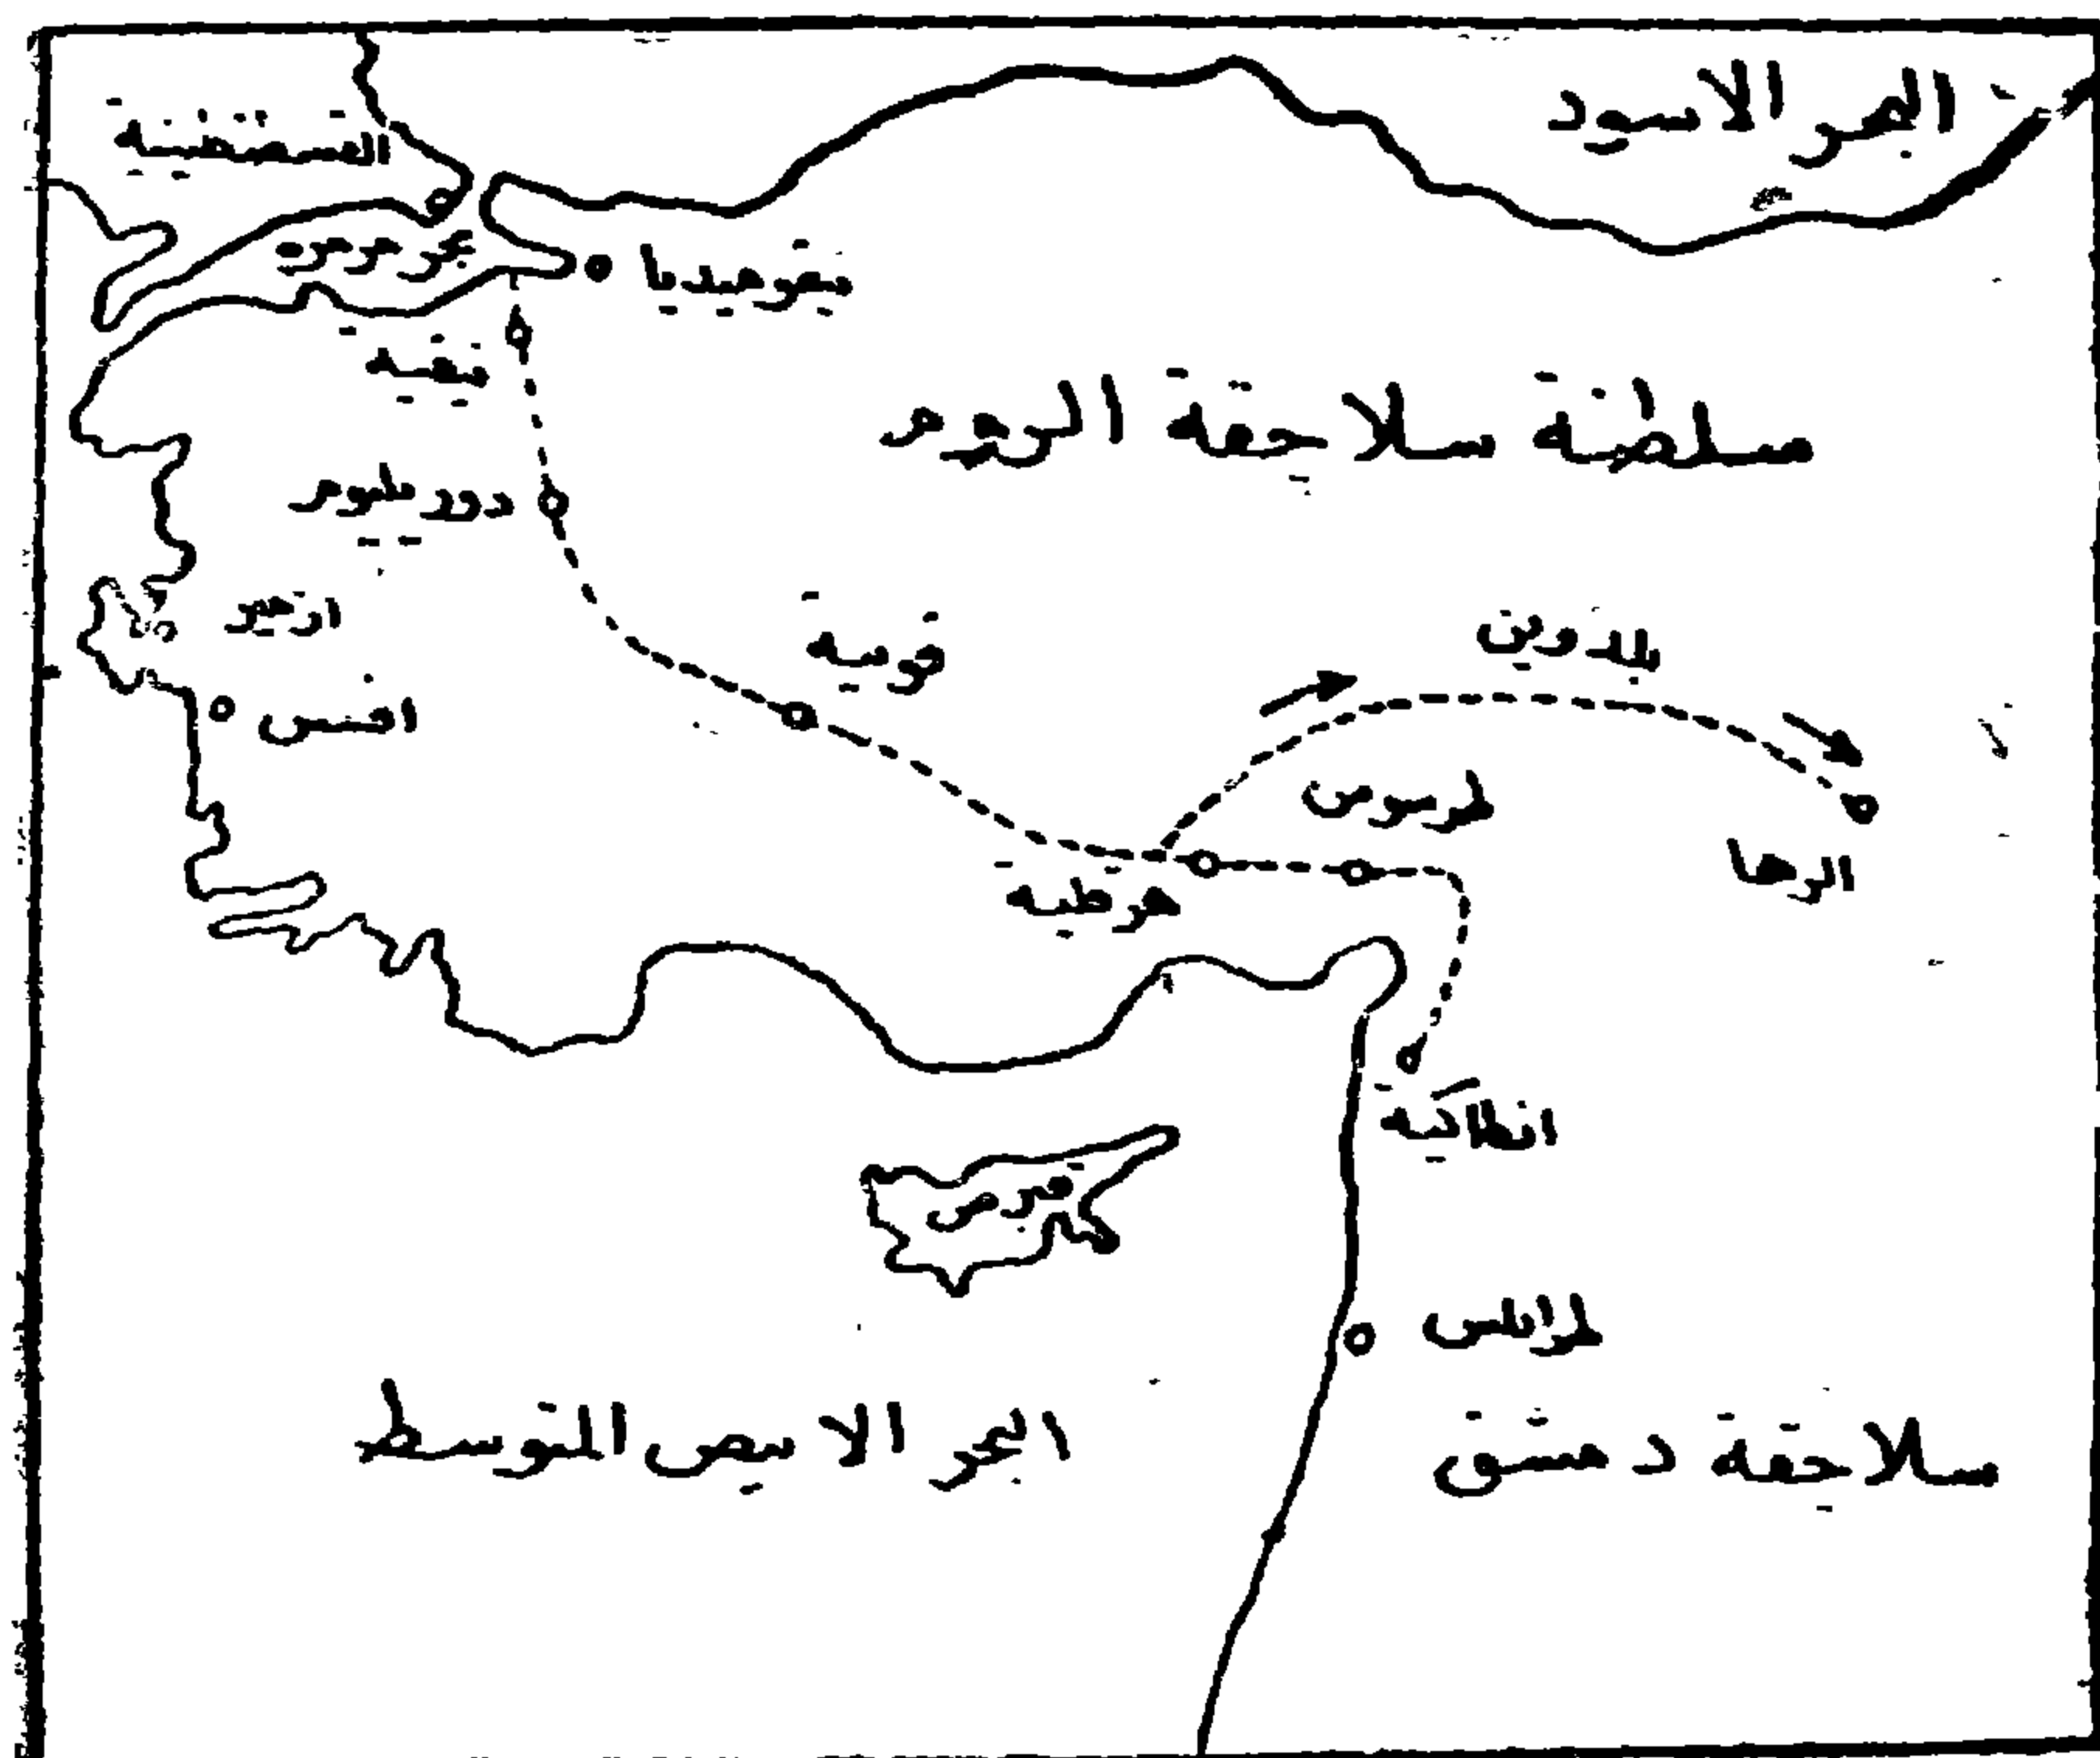 البحر الاسود
القسطنطينية
بحر مرمره
نيقوميديا
نيقية
سلطنة سلاجقة الروم
دوريليوم
ازمير
قونية
بلدوين
افسس
طرسوس
الرها
هرقلية
انطاكية
قبرص
طرابلس
البحر الابيض المتوسط
سلاجقة دمشق